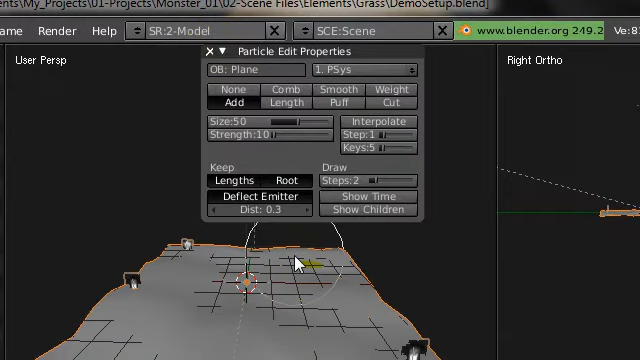 ents\My_Projects\01-Projects\Monster_01\02-Scene Files\Elements\Grass\DemoSetup.blend]
ame Render Help SR:2-Model SCE:Scene www.blender.org 249.2 Ve:8
User Persp Particle Edit Properties Right Ortho
OB: Plane 1. PSys
None Comb Smooth Weight
Add Length Puff Cut
Size:50 Interpolate
Strength:10 Step:1
Keys:5
Keep Draw
Lengths Root Steps:2
Deflect Emitter Show Time
Dist: 0.3 Show Children